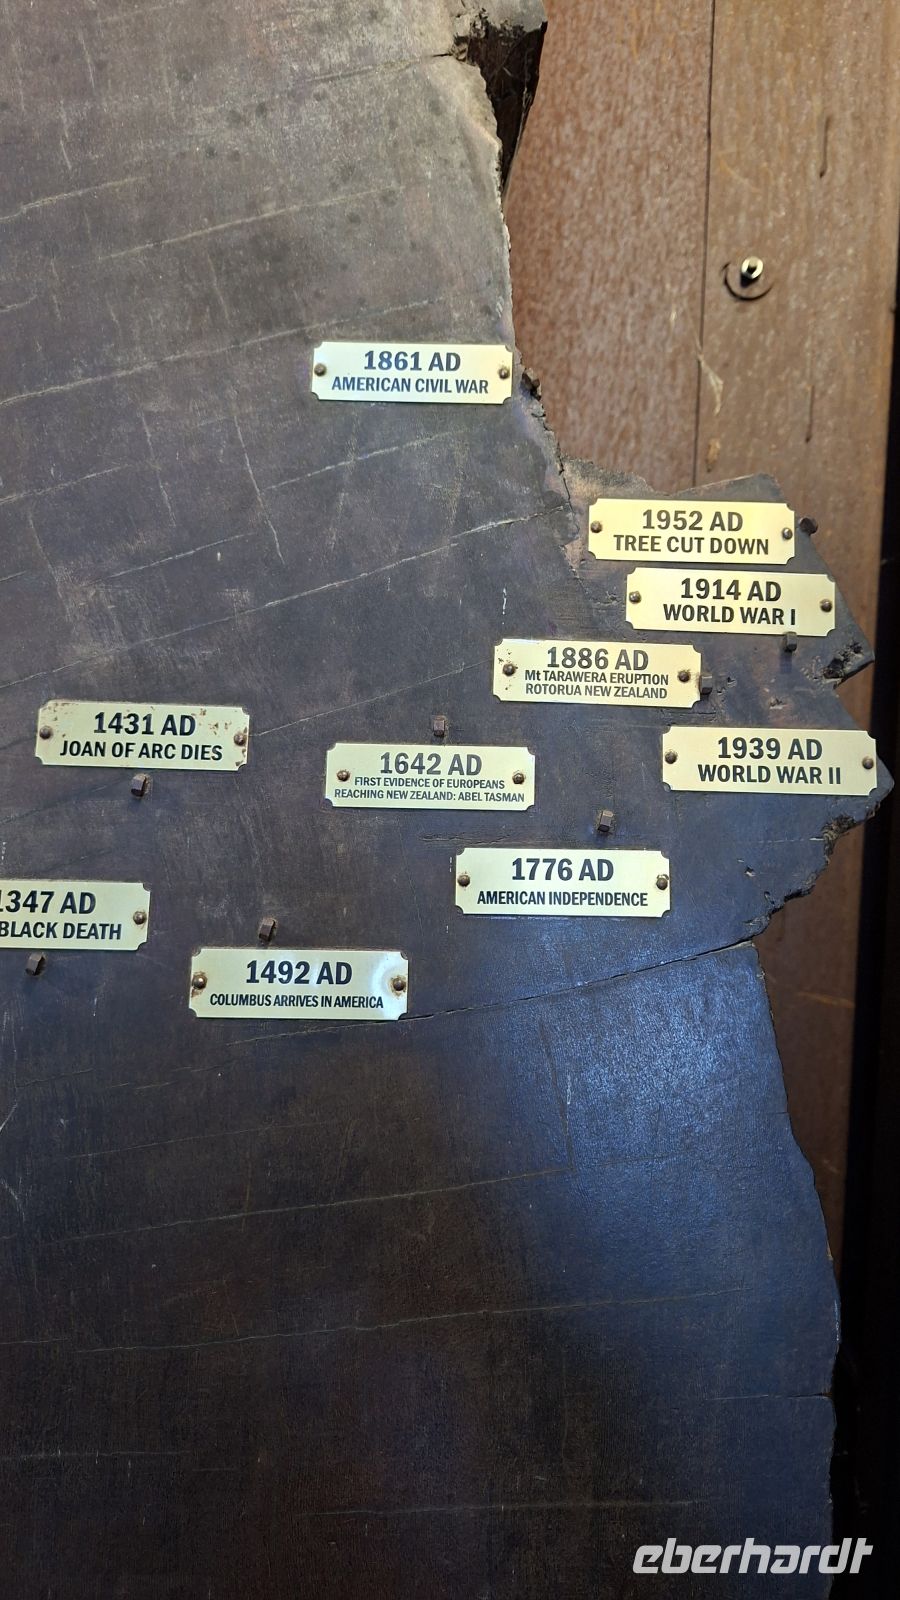 1861 AD
AMERICAN CIVIL WAR
1952 AD
TREE CUT DOWN
1914 AD
WORLD WAR I
1886 AD
Mt TARAWERA ERUPTION
ROTORUA NEW ZEALAND
1431 AD
JOAN OF ARC DIES
1642 AD
FIRST EVIDENCE OF EUROPEANS
REACHING NEW ZEALAND: ABEL TASMAN
1939 AD
WORLD WAR II
1776 AD
AMERICAN INDEPENDENCE
1347 AD
BLACK DEATH
1492 AD
COLUMBUS ARRIVES IN AMERICA
eberhardt